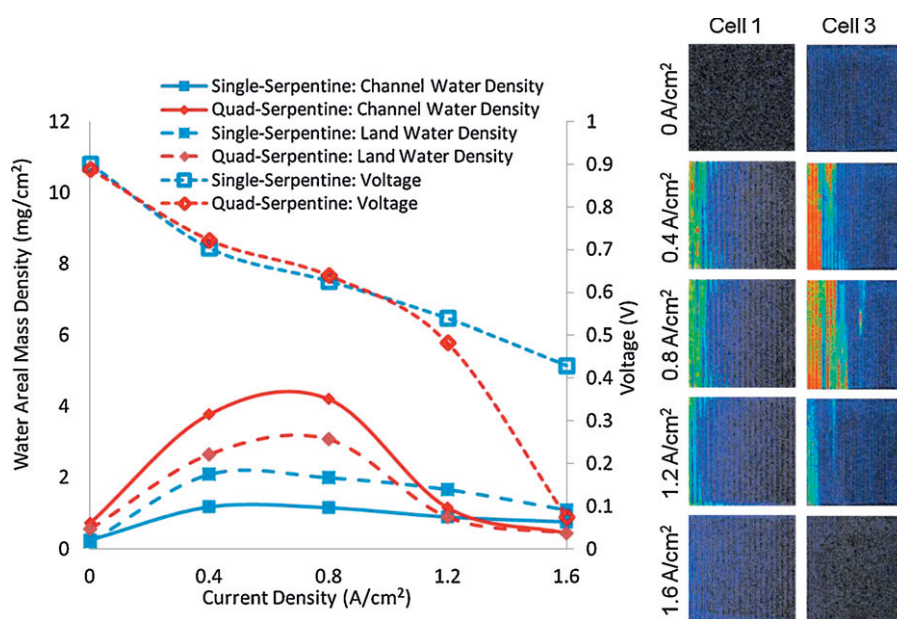 Cell 1 Cell 3
Single-Serpentine: Channel Water Density
Quad-Serpentine: Channel Water Density
Single-Serpentine: Land Water Density
Quad-Serpentine: Land Water Density
Single-Serpentine: Voltage
Quad-Serpentine: Voltage
Water Areal Mass Density (mg/cm²)
12
10
8
6
4
2
0
1
0.9
0.8
0.7
0.6
0.5
0.4
0.3
0.2
0.1
0
Voltage (V)
0 0.4 0.8 1.2 1.6
Current Density (A/cm²)
0 A/cm²
0.4 A/cm²
0.8 A/cm²
1.2 A/cm²
1.6 A/cm²